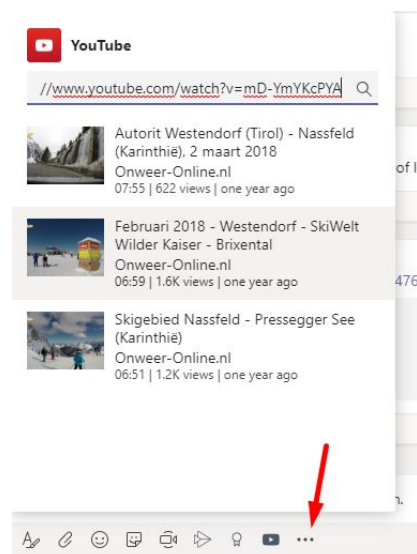 YouTube
//www.youtube.com/watch?v=mD-YmYKcPYA
Autorit Westendorf (Tirol) - Nassfeld
(Karinthië), 2 maart 2018
Onweer-Online.nl
07:55 | 622 views | one year ago
of l
Februari 2018 - Westendorf - SkiWelt
Wilder Kaiser - Brixental
Onweer-Online.nl
06:59 | 1.6K views | one year ago
476
Skigebied Nassfeld - Pressegger See
(Karinthië)
Onweer-Online.nl
06:51 | 1.2K views | one year ago
n.